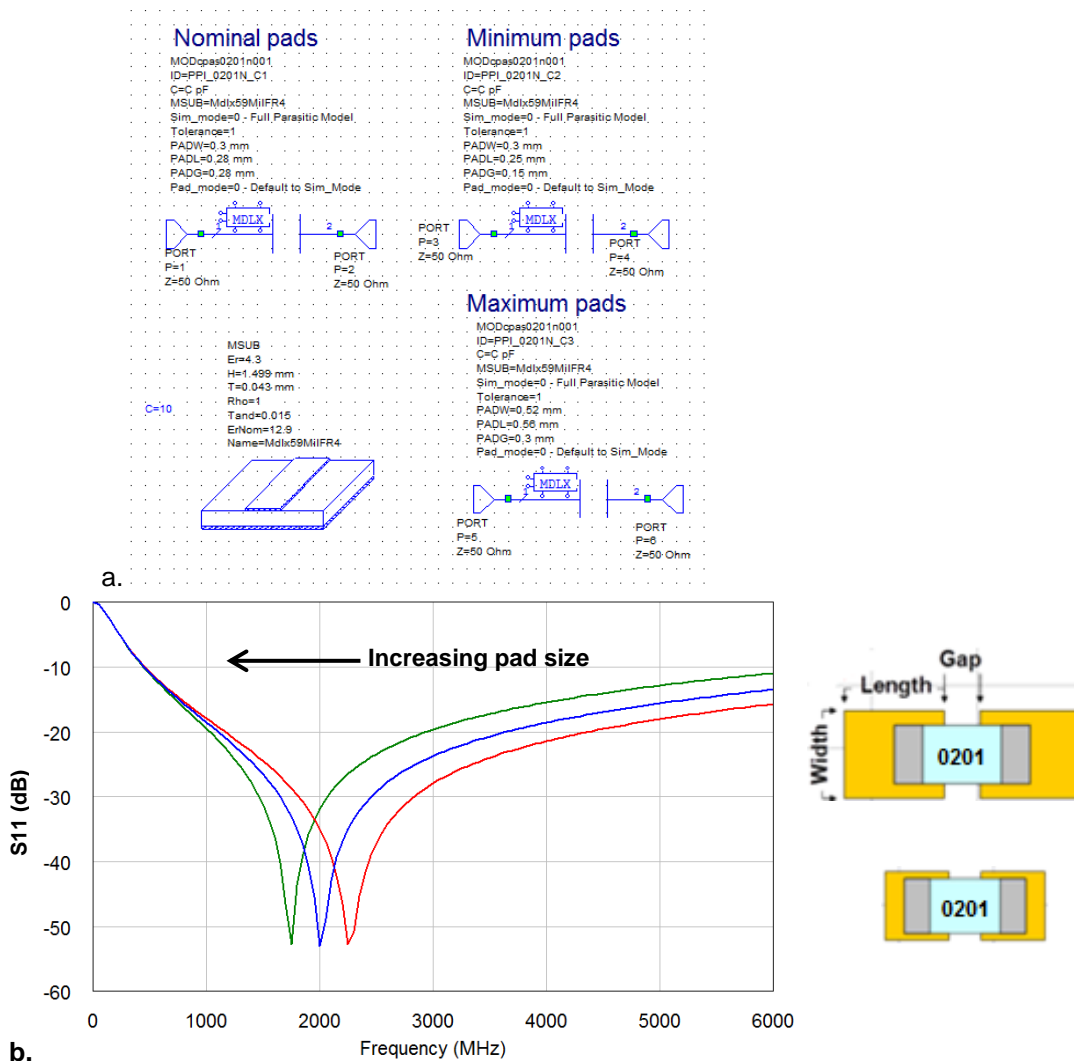 Nominal pads
MODcpas0201n001
ID=PPI_0201N_C1
C=C pF
MSUB=Mdlx59MilFR4
Sim_mode=0 - Full Parasitic Model
Tolerance=1
PADW=0.3 mm
PADL=0.28 mm
PADG=0.28 mm
Pad_mode=0 - Default to Sim_Mode
1
MDLX
2
PORT
P=1
Z=50 Ohm
PORT
P=2
Z=50 Ohm
Minimum pads
MODcpas0201n001
ID=PPI_0201N_C2
C=C pF
MSUB=Mdlx59MilFR4
Sim_mode=0 - Full Parasitic Model
Tolerance=1
PADW=0.3 mm
PADL=0.25 mm
PADG=0.15 mm
Pad_mode=0 - Default to Sim_Mode
1
MDLX
2
PORT
P=3
Z=50 Ohm
PORT
P=4
Z=50 Ohm
C=10
MSUB
Er=4.3
H=1.499 mm
T=0.043 mm
Rho=1
Tand=0.015
ErNom=12.9
Name=Mdlx59MilFR4
Maximum pads
MODcpas0201n001
ID=PPI_0201N_C3
C=C pF
MSUB=Mdlx59MilFR4
Sim_mode=0 - Full Parasitic Model
Tolerance=1
PADW=0.52 mm
PADL=0.56 mm
PADG=0.3 mm
Pad_mode=0 - Default to Sim_Mode
1
MDLX
2
PORT
P=5
Z=50 Ohm
PORT
P=6
Z=50 Ohm
a.
0
-10
-20
-30
-40
-50
-60
S11 (dB)
Increasing pad size
0 1000 2000 3000 4000 5000 6000
Frequency (MHz)
Gap
Length
Width
0201
0201
b.